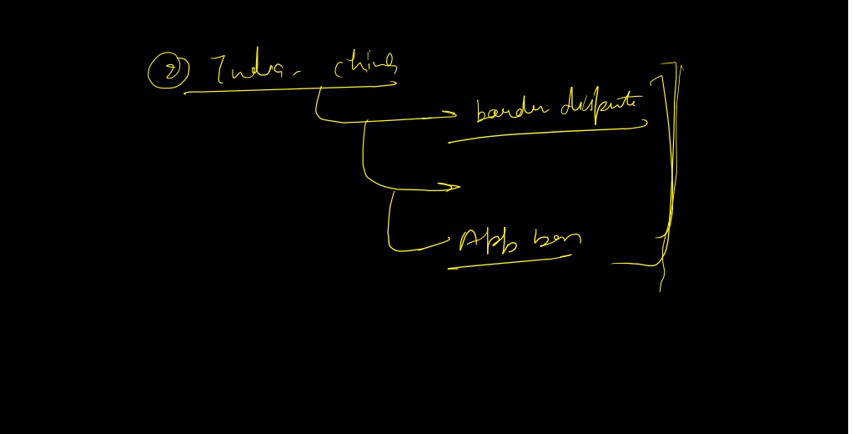 ② India - China
border dispute
App ban